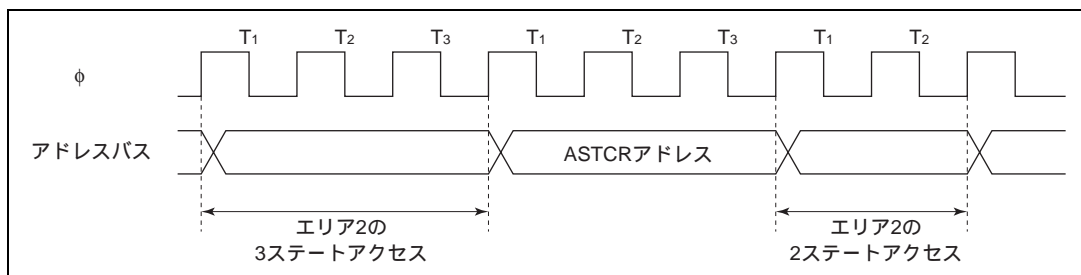 T1 T2 T3 T1 T2 T3 T1 T2
φ
アドレスバス
ASTCRアドレス
エリア2の
3ステートアクセス
エリア2の
2ステートアクセス